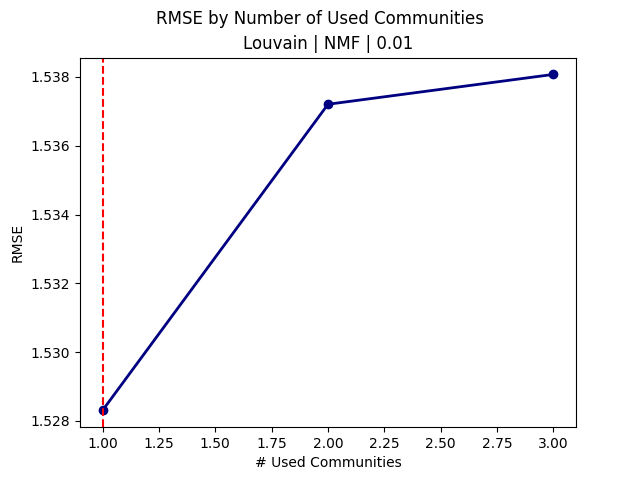 RMSE by Number of Used Communities
Louvain | NMF | 0.01
1.538
1.536
1.534
1.532
1.530
1.528
RMSE
1.00 1.25 1.50 1.75 2.00 2.25 2.50 2.75 3.00
# Used Communities